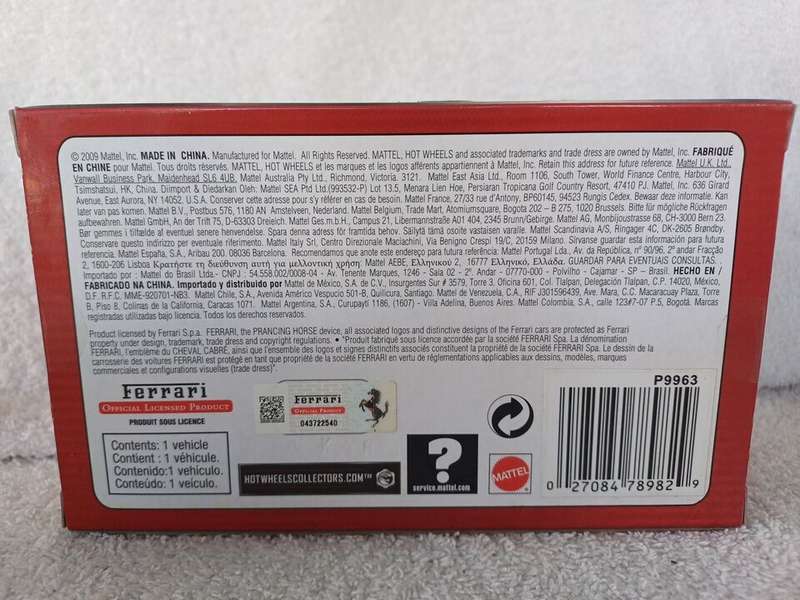 © 2009 Mattel, Inc. MADE IN CHINA. Manufactured for Mattel. All Rights Reserved. MATTEL, HOT WHEELS and associated trademarks and trade dress are owned by Mattel, Inc. FABRIQUÉ
EN CHINE pour Mattel. Tous droits réservés. MATTEL, HOT WHEELS et les marques et les logos afférents appartiennent à Mattel, Inc. Retain this address for future reference. Mattel U.K. Ltd.,
Vanwall Business Park, Maidenhead SL6 4UB. Mattel Australia Pty Ltd., Richmond, Victoria. 3121. Mattel East Asia Ltd., Room 1106, South Tower, World Finance Centre, Harbour City,
Tsimshatsui, HK, China. Diimport & Diedarkan Oleh: Mattel SEA Ptd Ltd.(993532-P) Lot 13.5, Menara Lien Hoe, Persiaran Tropicana Golf Country Resort, 47410 PJ. Mattel, Inc. 636 Girard
Avenue, East Aurora, NY 14052, U.S.A. Conserver cette adresse pour s'y référer en cas de besoin. Mattel France, 27/33 rue d'Antony, BP60145, 94523 Rungis Cedex. Bewaar deze informatie. Kan
later van pas komen. Mattel B.V., Postbus 576, 1180 AN Amstelveen, Nederland. Mattel Belgium, Trade Mart, Atomiumsquare, Bogota 202 - B 275, 1020 Brussels. Bitte für mögliche Rückfragen
aufbewahren. Mattel GmbH, An der Trift 75, D-63303 Dreieich. Mattel Ges.m.b.H., Campus 21, Liebermannstraße A01 404, 2345 Brunn/Gebirge. Mattel AG, Monbijoustrasse 68, CH-3000 Bern 23.
Bør gemmes i tilfælde af eventuel senere henvendelse. Spara denna adress för framtida behov. Säilytä tämä osoite vastaisen varalle. Mattel Scandinavia A/S, Ringager 4C, DK-2605 Brøndby.
Conservare questo indirizzo per eventuale riferimento. Mattel Italy Srl, Centro Direzionale Maciachini, Via Benigno Crespi 19/C, 20159 Milano. Sivanse guardar esta información para futura
referencia. Mattel España, S.A., Aribau 200. 08036 Barcelona. Recomendamos que anote este endereço para futura referência: Mattel Portugal Lda., Av. da República, nº 90/96, 2º andar Fracção
2, 1600-206 Lisboa Κρατήστε τη διεύθυνση αυτή για μελλοντική χρήση. Mattel AEBE, Ελληνικού 2, 16777 Ελληνικό, Ελλάδα. GUARDAR PARA EVENTUAIS CONSULTAS.
Importado por : Mattel do Brasil Ltda.- CNPJ : 54.558.002/0008-04 - Av. Tenente Marques, 1246 - Sala 02 - 2º. Andar - 07770-000 - Polvilho - Cajamar - SP – Brasil. HECHO EN /
FABRICADO NA CHINA. Importado y distribuido por Mattel de México, S.A. de C.V., Insurgentes Sur # 3579, Torre 3, Oficina 601, Col. Tlalpan, Delegación Tlalpan, C.P. 14020, México,
D.F. R.F.C. MME-920701-NB3. Mattel Chile, S.A., Avenida Américo Vespucio 501-B, Quilicura, Santiago. Mattel de Venezuela, C.A., RIF J301596439, Ave. Mara, C.C. Macaracuay Plaza, Torre
B, Piso 8, Colinas de la California, Caracas 1071. Mattel Argentina, S.A., Curupaytí 1186, (1607) - Villa Adelina, Buenos Aires. Mattel Colombia, S.A., calle 123#7-07 P.5, Bogotá. Marcas
registradas utilizadas bajo licencia. Todos los derechos reservados.
Product licensed by Ferrari S.p.a. FERRARI, the PRANCING HORSE device, all associated logos and distinctive designs of the Ferrari cars are protected as Ferrari
property under design, trademark, trade dress and copyright regulations. • "Produit fabriqué sous licence accordée par la société FERRARI Spa. La dénomination
FERRARI, l'emblème du CHEVAL CABRÉ, ainsi que l'ensemble des logos et signes distinctifs associés constituent la propriété de la société FERRARI Spa. Le dessin de la
carrosserie des voitures FERRARI est protégé en tant que propriété de la société FERRARI en vertu de réglementations applicables aux dessins, modèles, marques
commerciales et configurations visuelles (trade dress)".
Ferrari
OFFICIAL LICENSED PRODUCT
PRODUIT SOUS LICENCE
Ferrari
OFFICIAL LICENSED PRODUCT
043722540
Contents: 1 vehicle
Contient : 1 véhicule.
Contenido:1 vehículo.
Conteúdo: 1 veículo.
HOTWHEELSCOLLECTORS.COM™
?
service.mattel.com
MATTEL
®
P9963
0 27084 78982 9